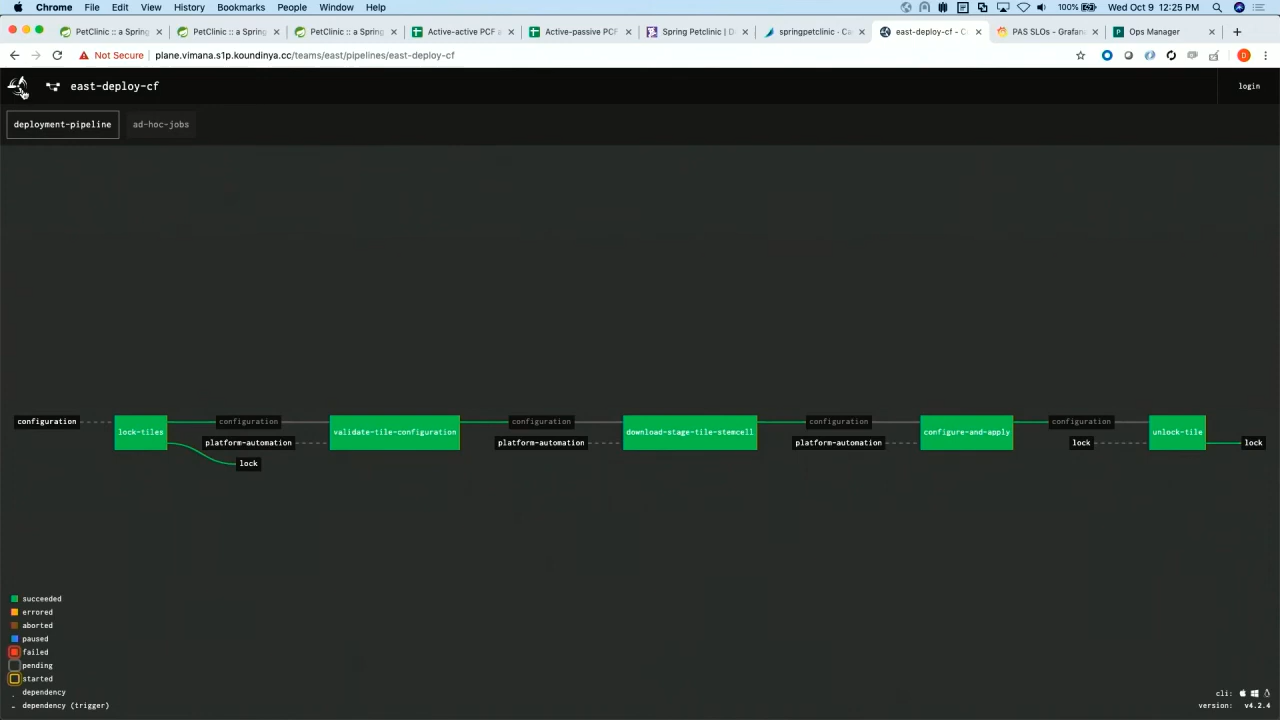 Chrome File Edit View History Bookmarks People Window Help 100% Wed Oct 9 12:25 PM
PetClinic :: a Spring PetClinic :: a Spring PetClinic :: a Spring Active-active PCF a Active-passive PCF Spring Petclinic | D springpetclinic · Ca east-deploy-cf - C PAS SLOs - Grafan Ops Manager
Not Secure plane.vimana.s1p.koundinya.cc/teams/east/pipelines/east-deploy-cf D
east-deploy-cf login
deployment-pipeline ad-hoc-jobs
configuration configuration configuration configuration configuration
lock-tiles validate-tile-configuration download-stage-tile-stemcell configure-and-apply unlock-tile
platform-automation platform-automation platform-automation lock lock
lock
succeeded
errored
aborted
paused
failed
pending
started
dependency
dependency (trigger)
cli:
version: v4.2.4